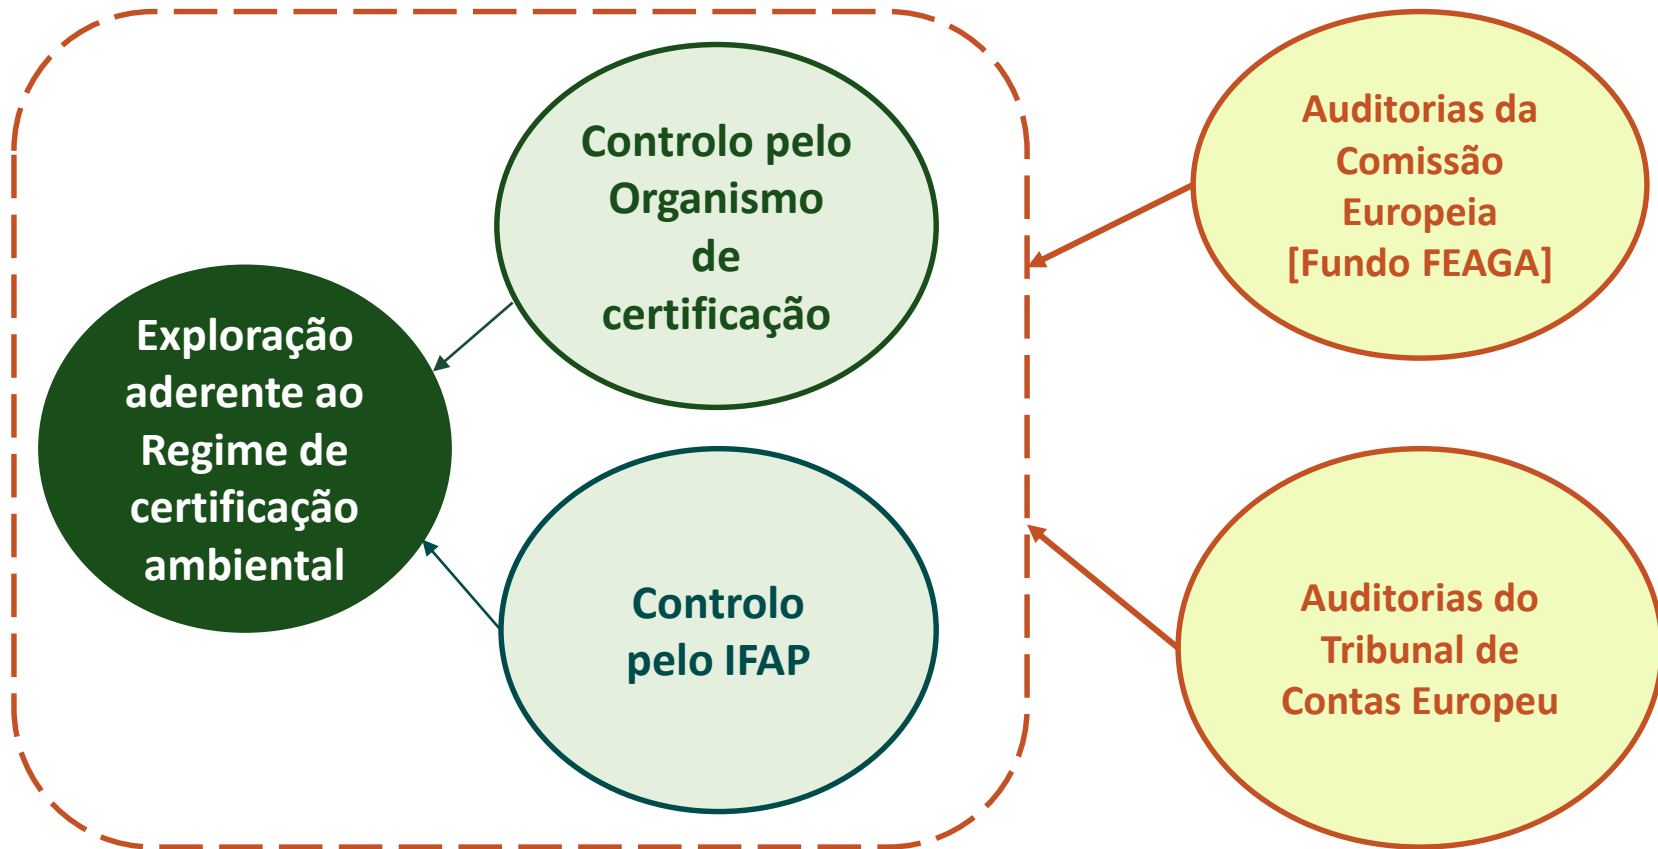 Exploração
aderente ao
Regime de
certificação
ambiental
Controlo pelo
Organismo
de
certificação
Controlo
pelo IFAP
Auditorias da
Comissão
Europeia
[Fundo FEAGA]
Auditorias do
Tribunal de
Contas Europeu